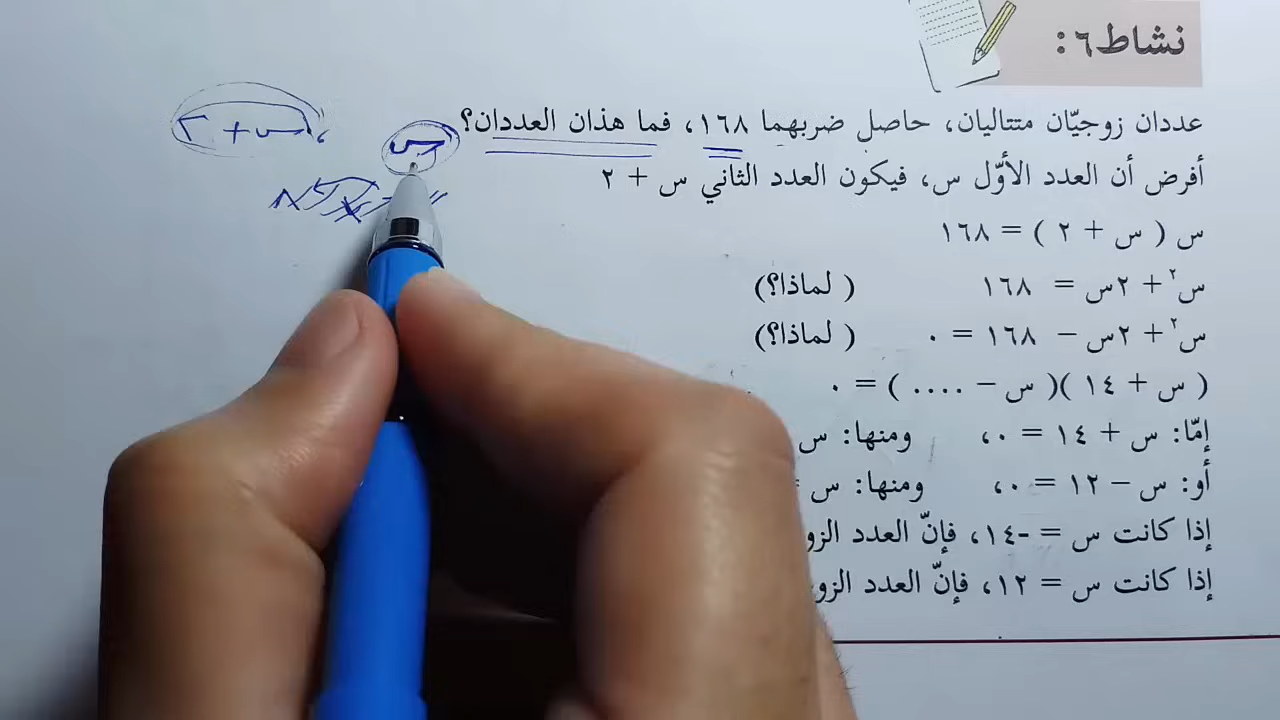 نشاط ٦:
عددان زوجيّان متتاليان، حاصل ضربهما ١٦٨، فما هذان العددان؟
س ، س + ٢
أفرض أن العدد الأوّل س، فيكون العدد الثاني س + ٢
س ( س + ٢ ) = ١٦٨
س٢ + ٢س = ١٦٨ ( لماذا؟)
س٢ + ٢س − ١٦٨ = ٠ ( لماذا؟)
( س + ١٤ )( س − .... ) = ٠
إمّا: س + ١٤ = ٠، ومنها: س
أو: س − ١٢ = ٠، ومنها: س =
إذا كانت س = -١٤، فإنّ العدد
إذا كانت س = ١٢، فإنّ العدد